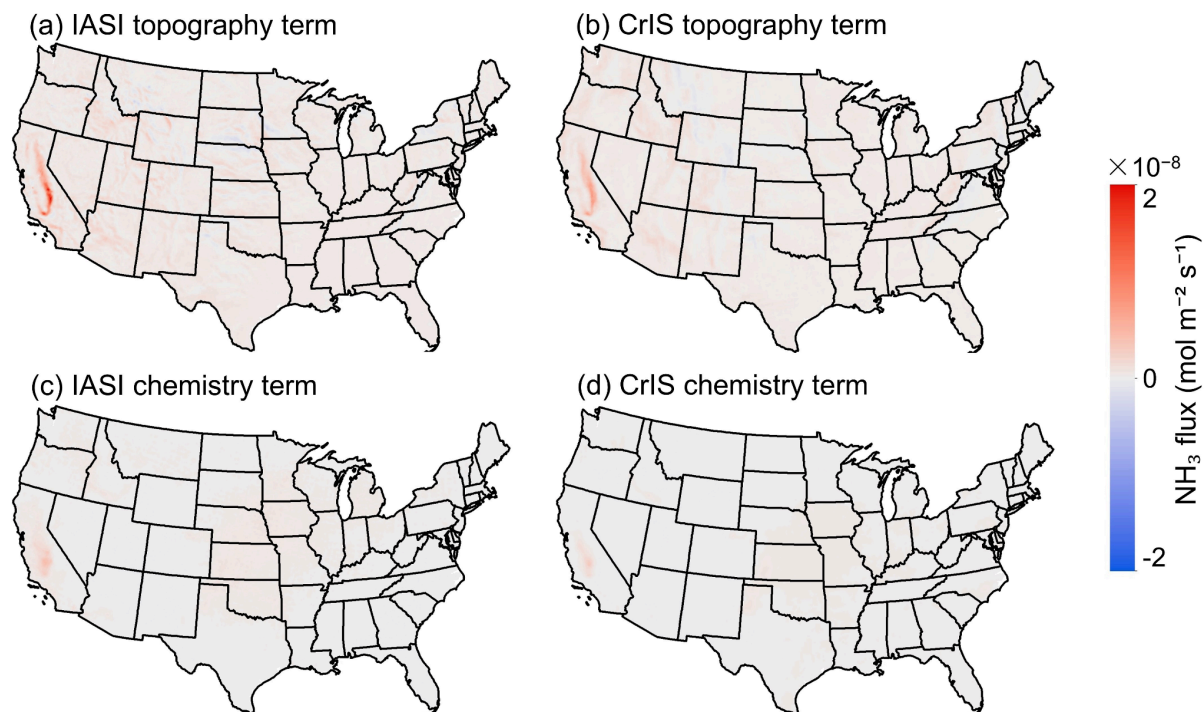 (a) IASI topography term
(b) CrIS topography term
(c) IASI chemistry term
(d) CrIS chemistry term
×10⁻⁸
2
0
-2
NH₃ flux (mol m⁻² s⁻¹)